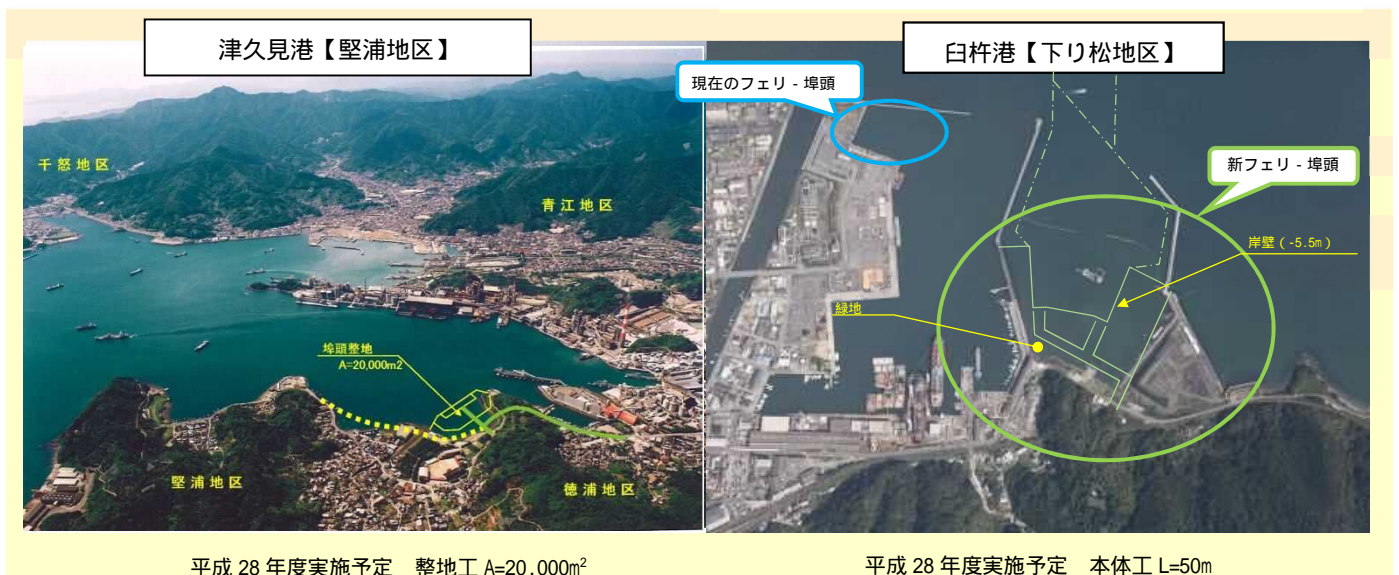 津久見港【堅浦地区】
千怒地区
青江地区
埠頭整地
A=20,000m2
堅浦地区
徳浦地区
平成 28 年度実施予定　整地工 A=20,000m²
臼杵港【下り松地区】
現在のフェリ‐埠頭
新フェリ‐埠頭
岸壁（-5.5m）
緑地
平成 28 年度実施予定　本体工 L=50m